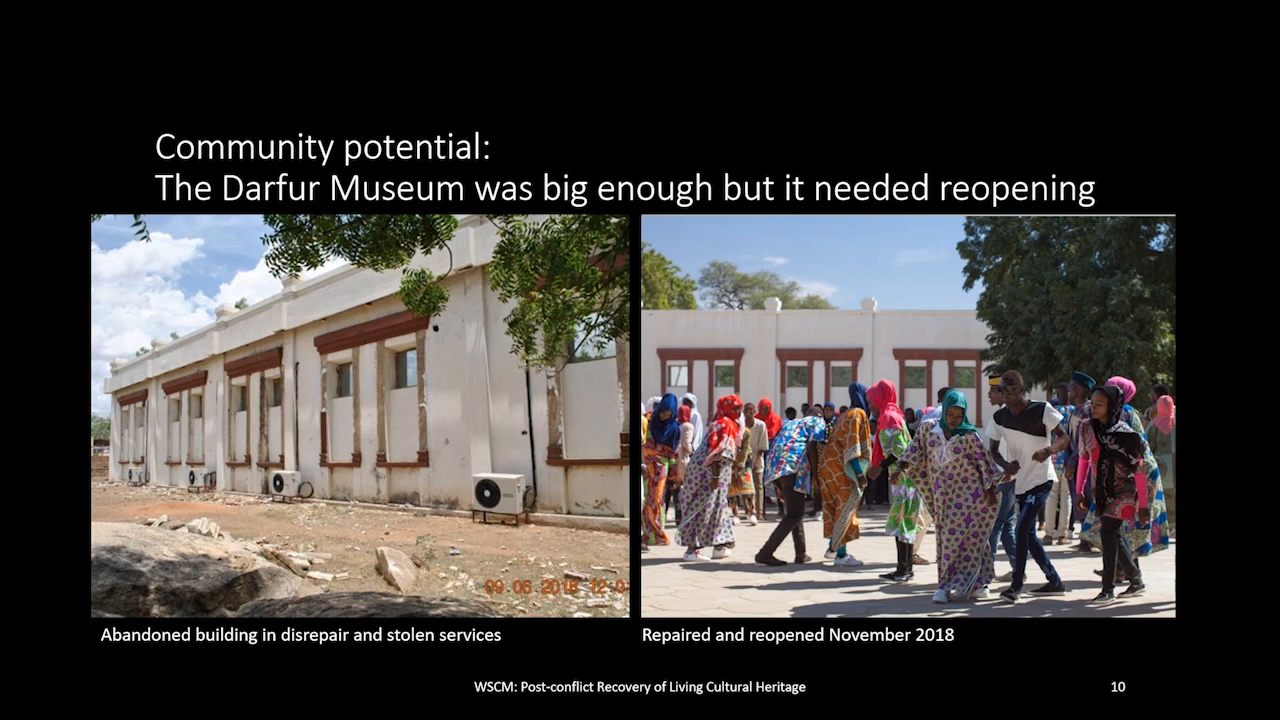 Community potential:
The Darfur Museum was big enough but it needed reopening
Abandoned building in disrepair and stolen services
Repaired and reopened November 2018
WSCM: Post-conflict Recovery of Living Cultural Heritage
10